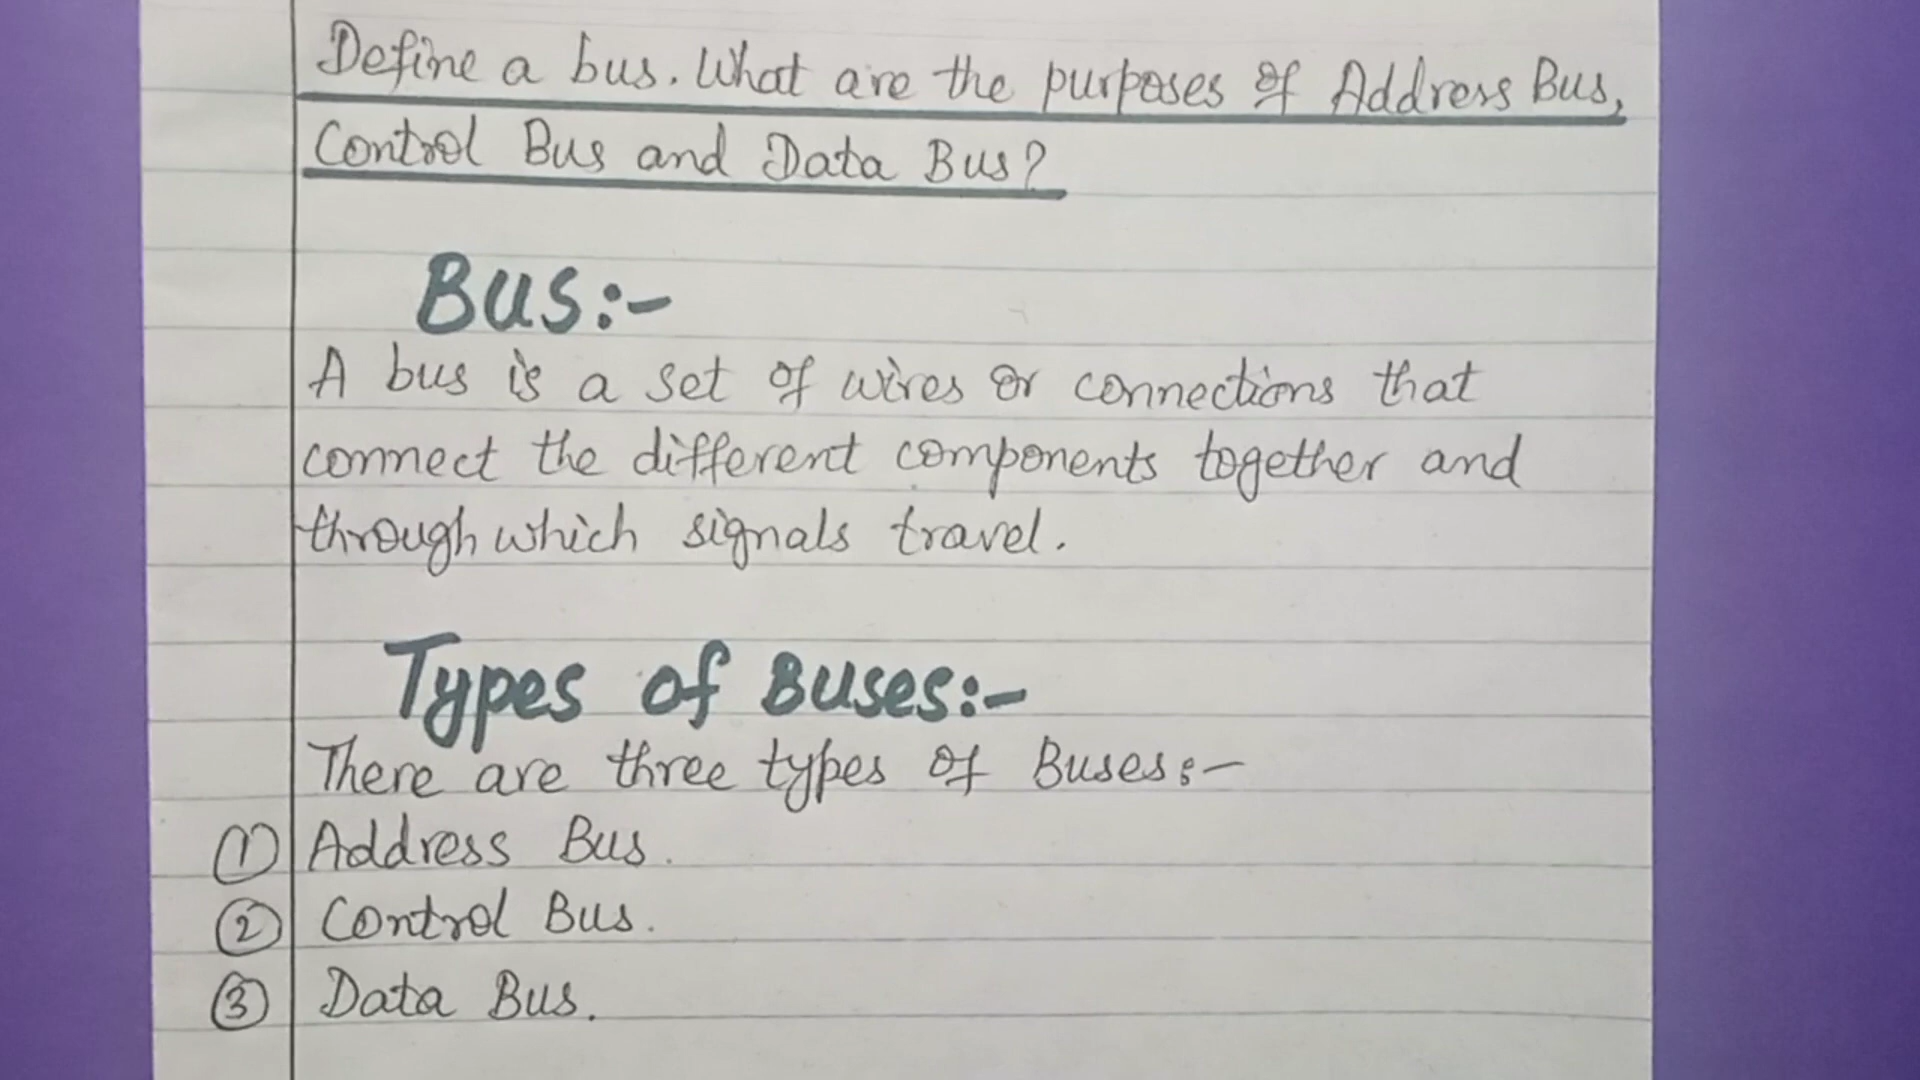 Define a bus. What are the purposes of Address Bus,
Control Bus and Data Bus?
Bus:-
A bus is a set of wires or connections that
connect the different components together and
through which signals travel.
Types of Buses:-
There are three types of Buses:-
① Address Bus.
② Control Bus.
③ Data Bus.